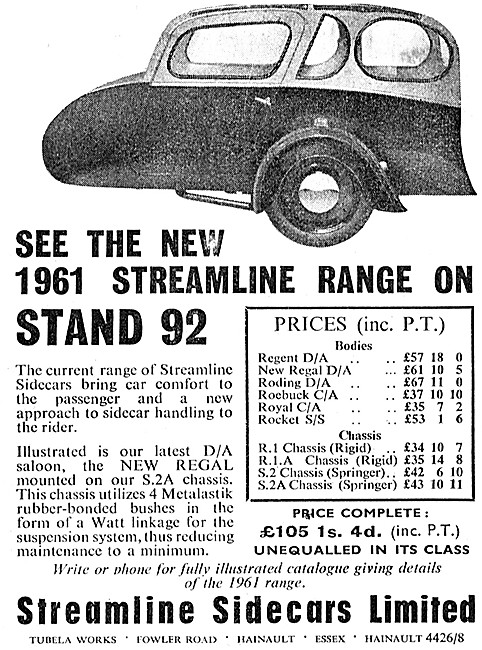 SEE THE NEW
1961 STREAMLINE RANGE ON
STAND 92
The current range of Streamline
Sidecars bring car comfort to
the passenger and a new
approach to sidecar handling to
the rider.
Illustrated is our latest D/A
saloon, the NEW REGAL
mounted on our S.2A chassis.
This chassis utilizes 4 Metalastik
rubber-bonded bushes in the
form of a Watt linkage for the
suspension system, thus reducing
maintenance to a minimum.
PRICES (inc. P.T.)
Bodies
Regent D/A .. .. £57 18 0
New Regal D/A ... £61 10 5
Roding D/A .. .. £67 11 0
Roebuck C/A .. .. £37 10 10
Royal C/A .. .. £35 7 2
Rocket S/S .. .. £53 1 6
Chassis
R.1 Chassis (Rigid) .. £34 10 7
R.1.A Chassis (Rigid) £35 14 8
S.2 Chassis (Springer).. £42 6 10
S.2A Chassis (Springer) £43 10 11
PRICE COMPLETE:
£105 1s. 4d. (inc. P.T.)
UNEQUALLED IN ITS CLASS
Write or phone for fully illustrated catalogue giving details
of the 1961 range.
Streamline Sidecars Limited
TUBELA WORKS · FOWLER ROAD · HAINAULT · ESSEX · HAINAULT 4426/8